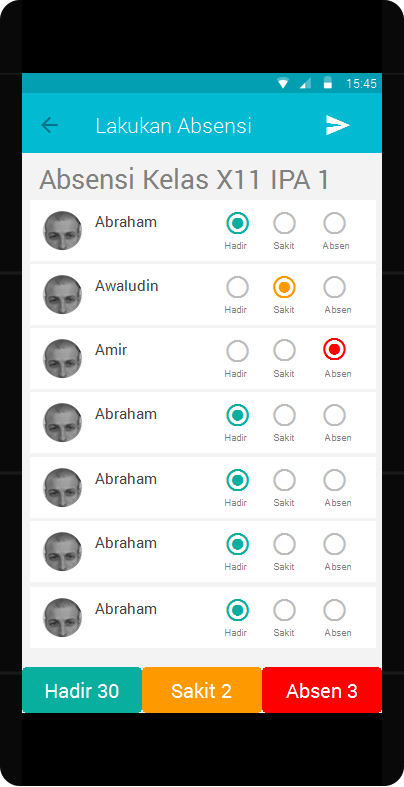 15:45
Lakukan Absensi
Absensi Kelas X11 IPA 1
Abraham
Hadir Sakit Absen
Awaludin
Hadir Sakit Absen
Amir
Hadir Sakit Absen
Abraham
Hadir Sakit Absen
Abraham
Hadir Sakit Absen
Abraham
Hadir Sakit Absen
Abraham
Hadir Sakit Absen
Hadir 30 Sakit 2 Absen 3